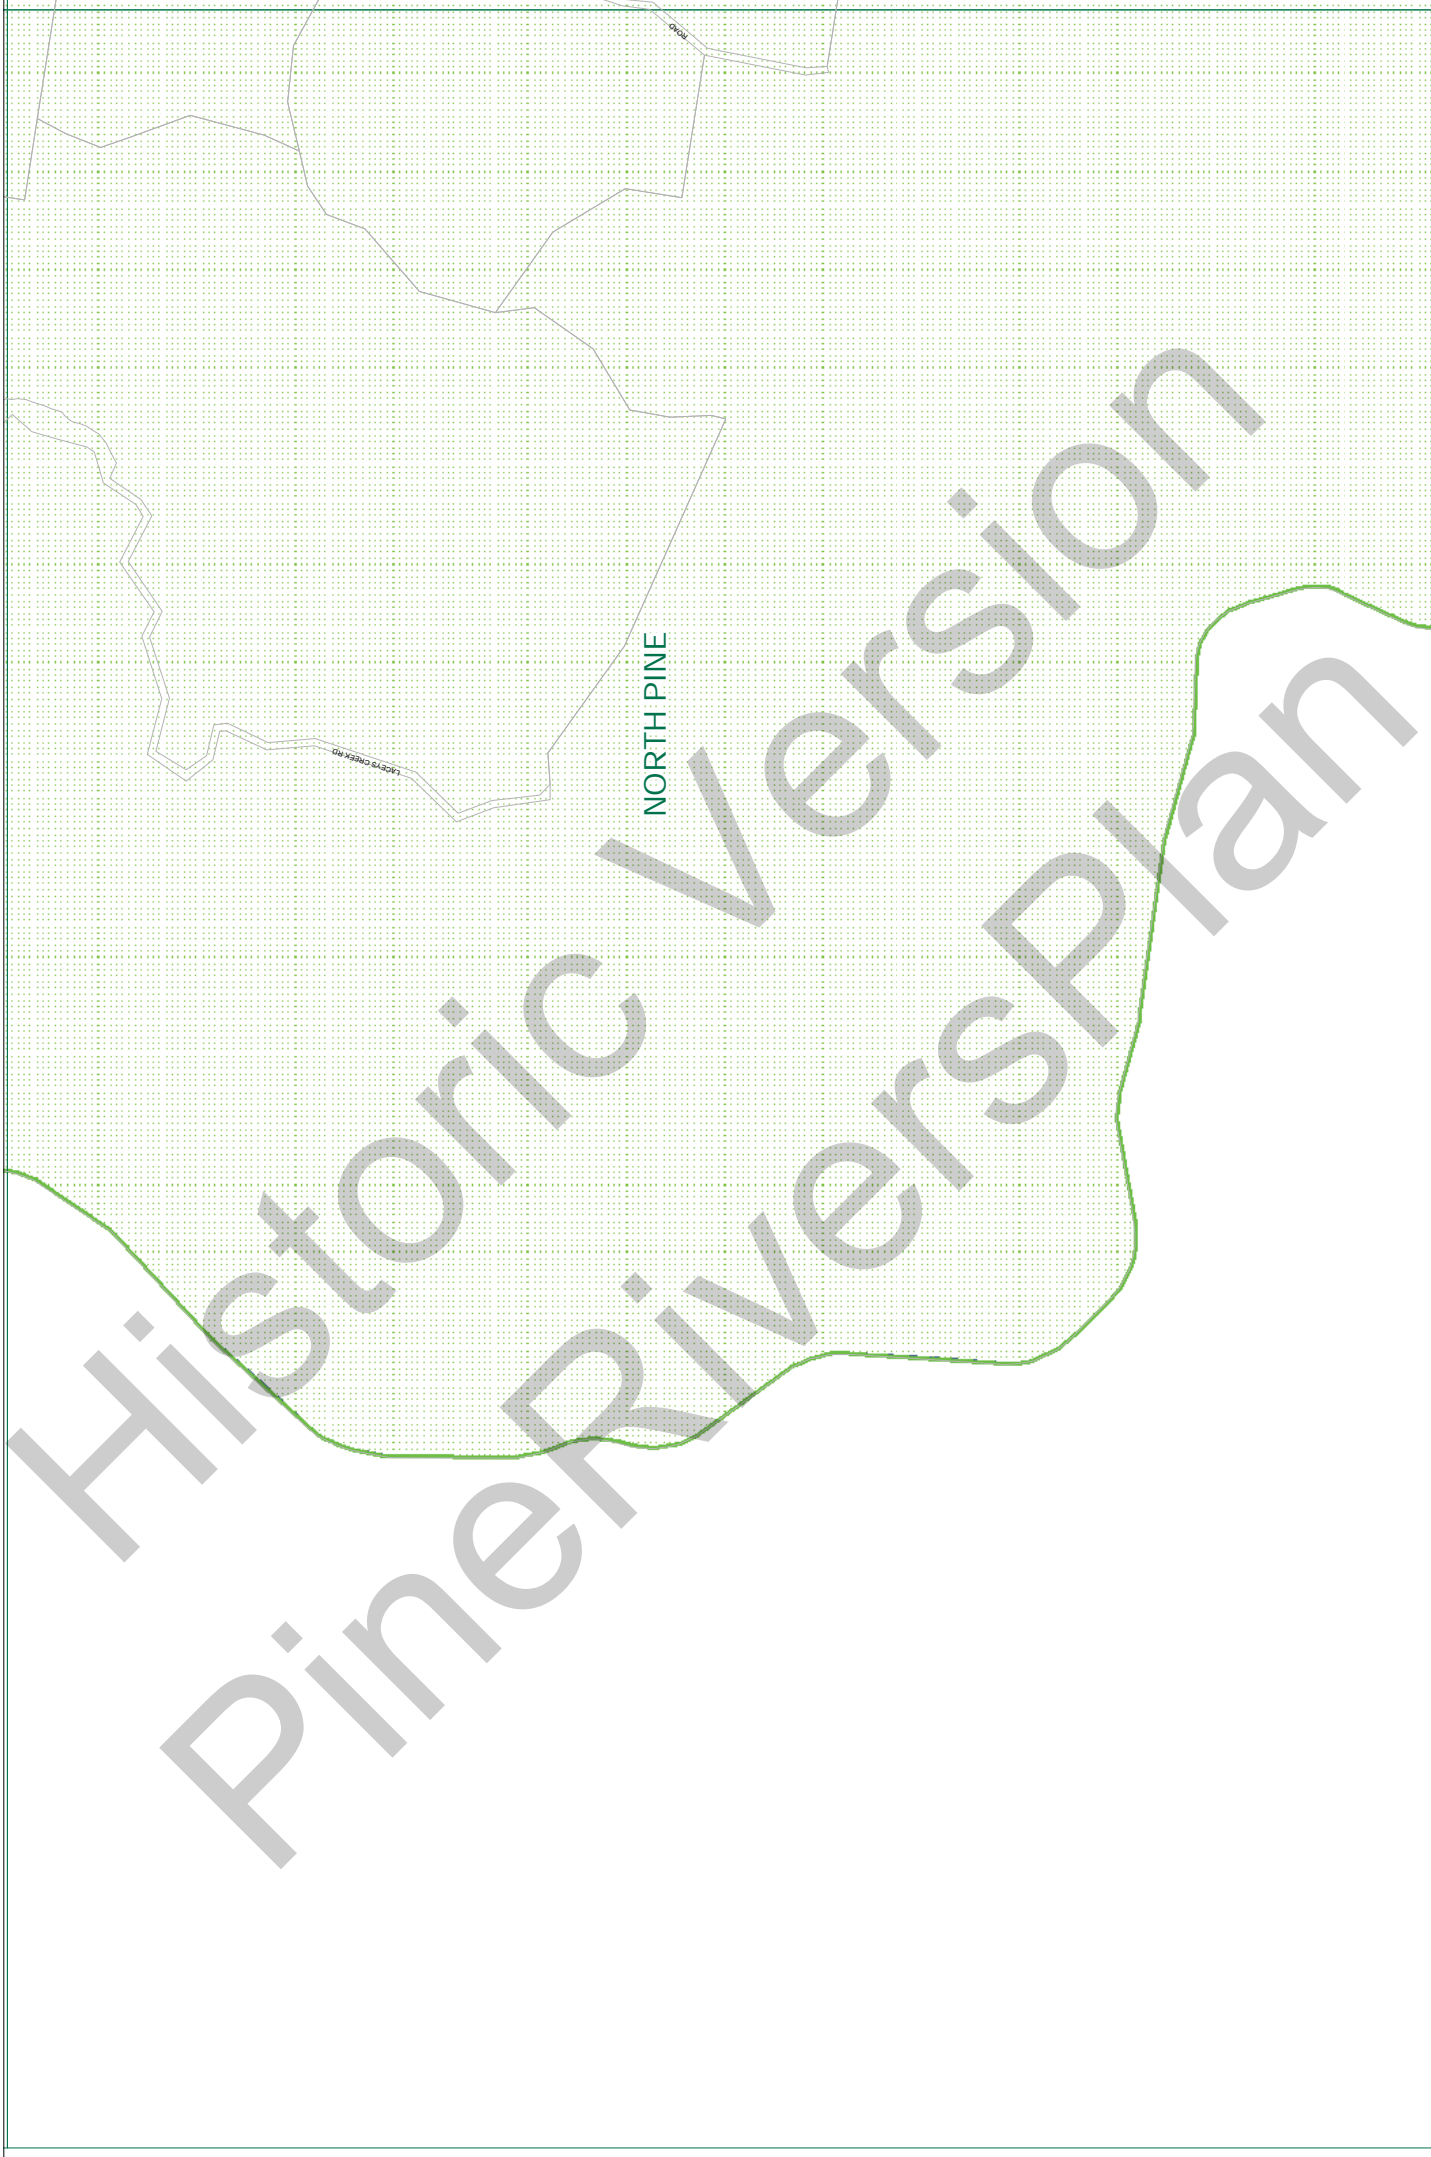 ROAD
NORTH PINE
LACEYS CREEK RD
Historic Version
PineRiversPlan